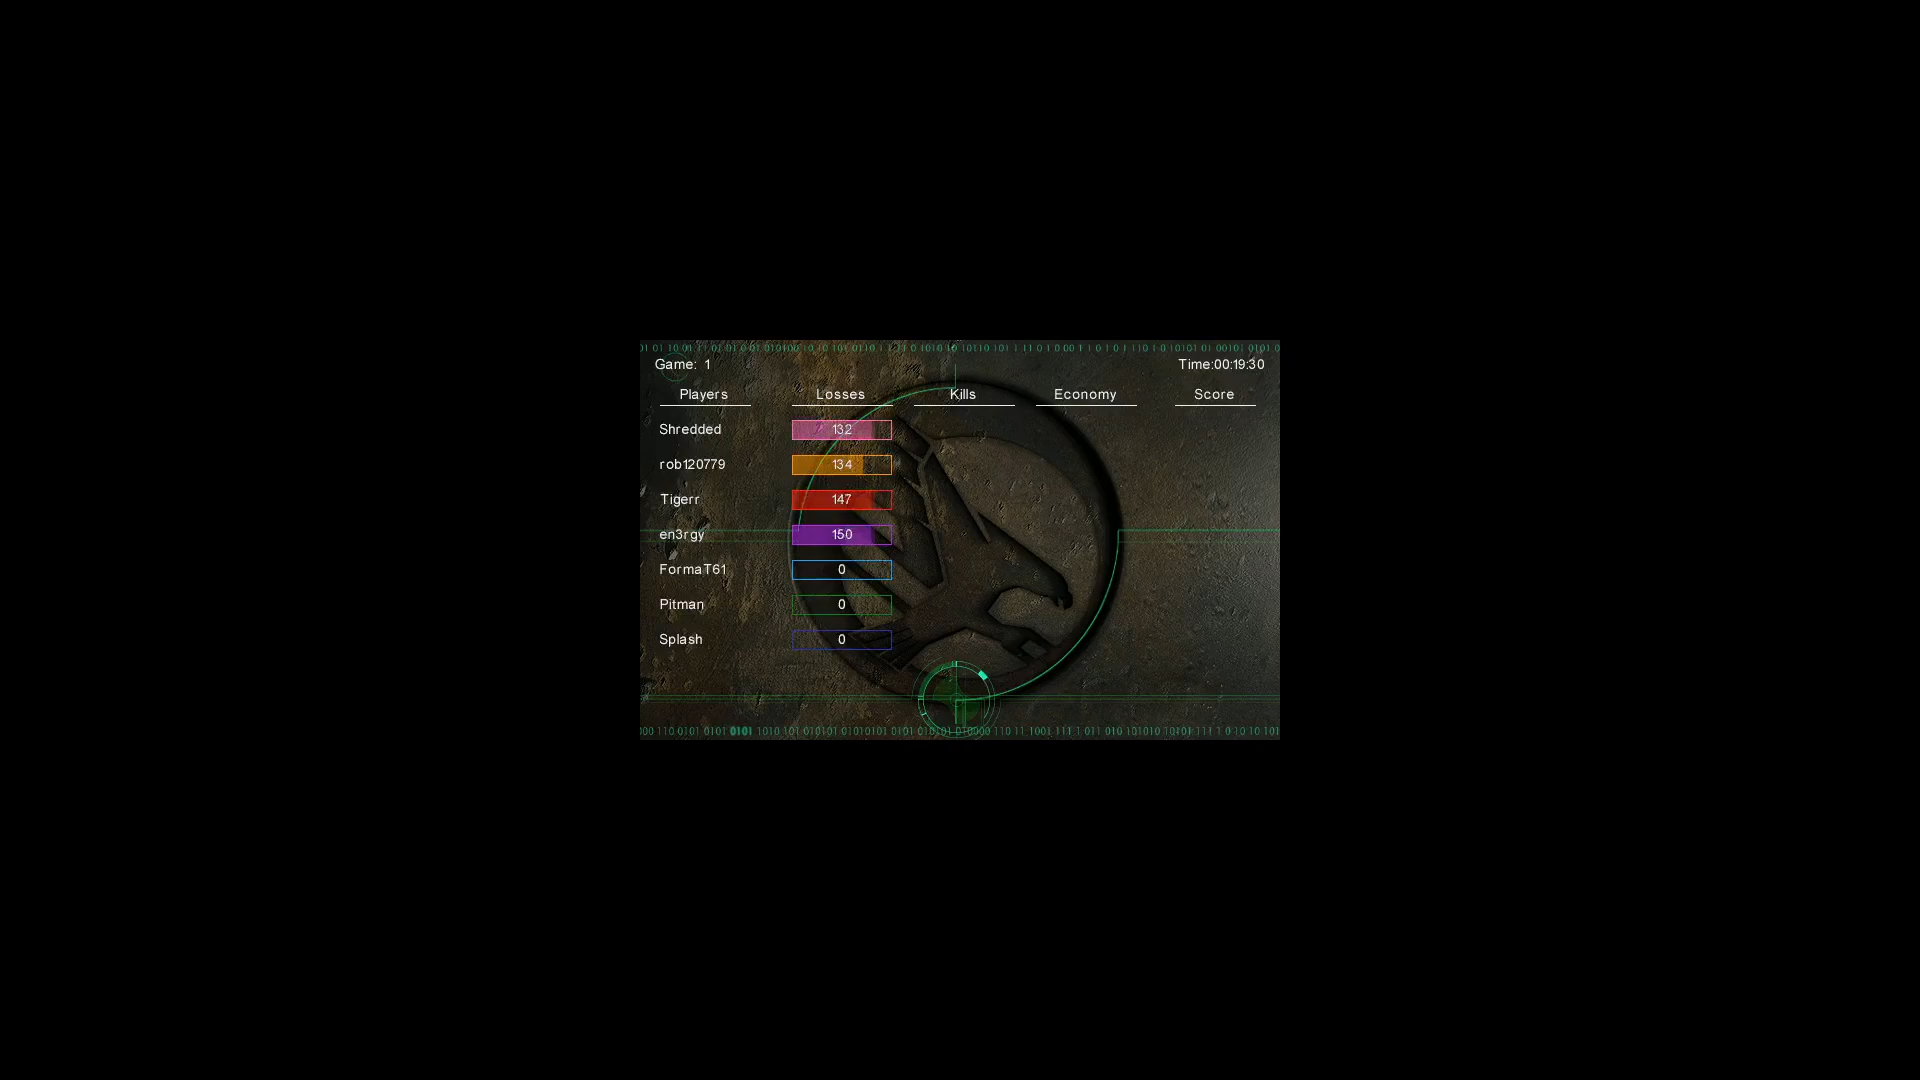 Game: 1 Time:00:19:30
Players Losses Kills Economy Score
Shredded 132
rob120779 134
Tigerr 147
en3rgy 150
FormaT61 0
Pitman 0
Splash 0